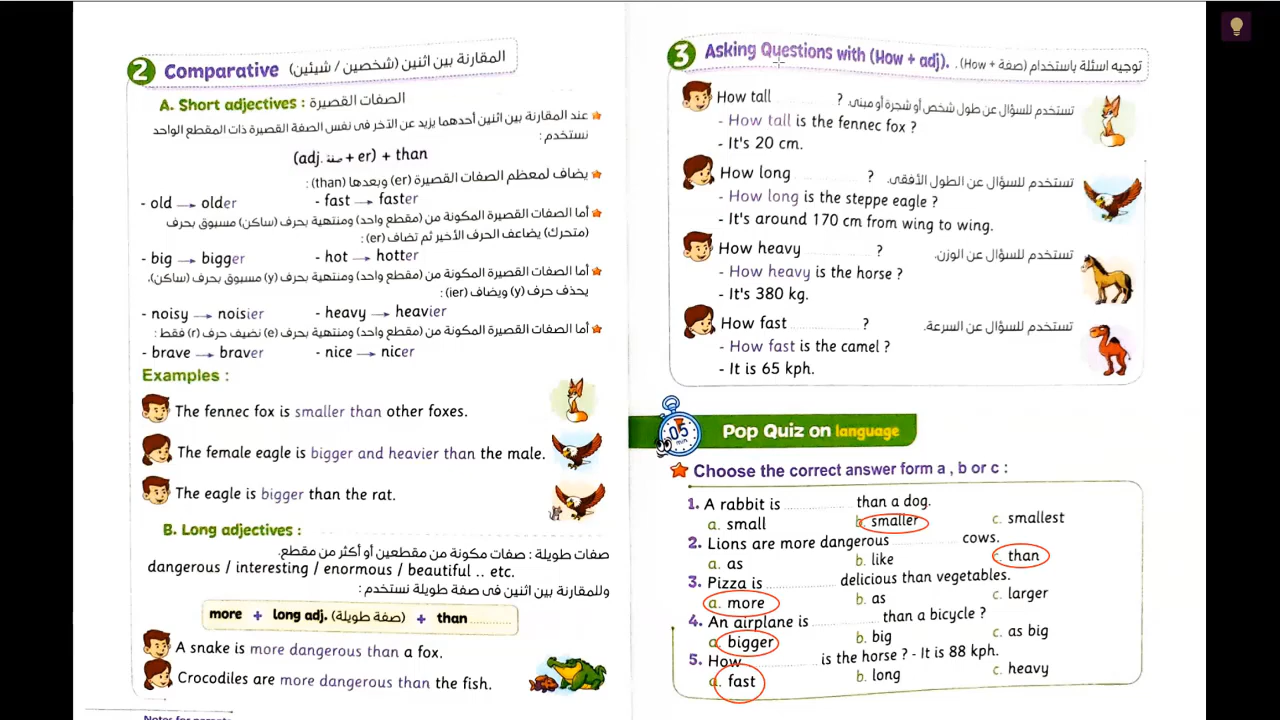 2 Comparative المقارنة بين اثنين (شخصين / شيئين)
A. Short adjectives : الصفات القصيرة
عند المقارنة بين اثنين أحدهما يزيد عن الآخر فى نفس الصفة القصيرة ذات المقطع الواحد
نستخدم :
(adj. صفة + er) + than
يضاف لمعظم الصفات القصيرة (er) وبعدها (than) :
- old → older - fast → faster
أما الصفات القصيرة المكونة من (مقطع واحد) ومنتهية بحرف (ساكن) مسبوق بحرف
(متحرك) يضاعف الحرف الأخير ثم تضاف (er) :
- big → bigger - hot → hotter
أما الصفات القصيرة المكونة من (مقطع واحد) ومنتهية بحرف (y) مسبوق بحرف (ساكن)،
يحذف حرف (y) ويضاف (ier) :
- noisy → noisier - heavy → heavier
أما الصفات القصيرة المكونة من (مقطع واحد) ومنتهية بحرف (e) نضيف حرف (r) فقط :
- brave → braver - nice → nicer
Examples :
The fennec fox is smaller than other foxes.
The female eagle is bigger and heavier than the male.
The eagle is bigger than the rat.
B. Long adjectives :
صفات طويلة : صفات مكونة من مقطعين أو أكثر من مقطع.
dangerous / interesting / enormous / beautiful .. etc.
وللمقارنة بين اثنين فى صفة طويلة نستخدم :
more + long adj. (صفة طويلة) + than ..........
A snake is more dangerous than a fox.
Crocodiles are more dangerous than the fish.
3 Asking Questions with (How + adj). توجيه اسئلة باستخدام (صفة + How) .
How tall .......... ? تستخدم للسؤال عن طول شخص أو شجرة أو مبنى.
- How tall is the fennec fox ?
- It's 20 cm.
How long .......... ? تستخدم للسؤال عن الطول الأفقى.
- How long is the steppe eagle ?
- It's around 170 cm from wing to wing.
How heavy .......... ? تستخدم للسؤال عن الوزن.
- How heavy is the horse ?
- It's 380 kg.
How fast .......... ? تستخدم للسؤال عن السرعة.
- How fast is the camel ?
- It is 65 kph.
05 min
Pop Quiz on language
Choose the correct answer form a , b or c :
1. A rabbit is .......... than a dog.
a. small b. smaller c. smallest
2. Lions are more dangerous .......... cows.
a. as b. like c. than
3. Pizza is .......... delicious than vegetables.
a. more b. as c. larger
4. An airplane is .......... than a bicycle ?
a. bigger b. big c. as big
5. How .......... is the horse ? - It is 88 kph.
a. fast b. long c. heavy